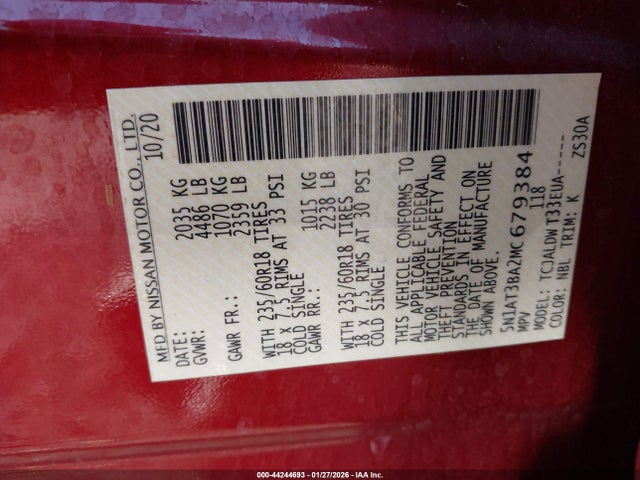 MFD BY NISSAN MOTOR CO., LTD.
DATE: 10/20
GVWR: 2035 KG
4486 LB
GAWR FR.: 1070 KG
2359 LB
WITH 235/60R18 TIRES
18 x 7.5 RIMS AT 33 PSI
COLD SINGLE
GAWR RR.: 1015 KG
2238 LB
WITH 235/60R18 TIRES
18 x 7.5 RIMS AT 30 PSI
COLD SINGLE
THIS VEHICLE CONFORMS TO
ALL APPLICABLE FEDERAL
MOTOR VEHICLE SAFETY AND
THEFT PREVENTION
STANDARDS IN EFFECT ON
THE DATE OF MANUFACTURE
SHOWN ABOVE.
5N1AT3BA2MC679384
MPV 118
MODEL: TCJALDWT33EUA-----
COLOR: NBL TRIM: K ZS30A
000-44244693 - 01/27/2026 - IAA Inc.